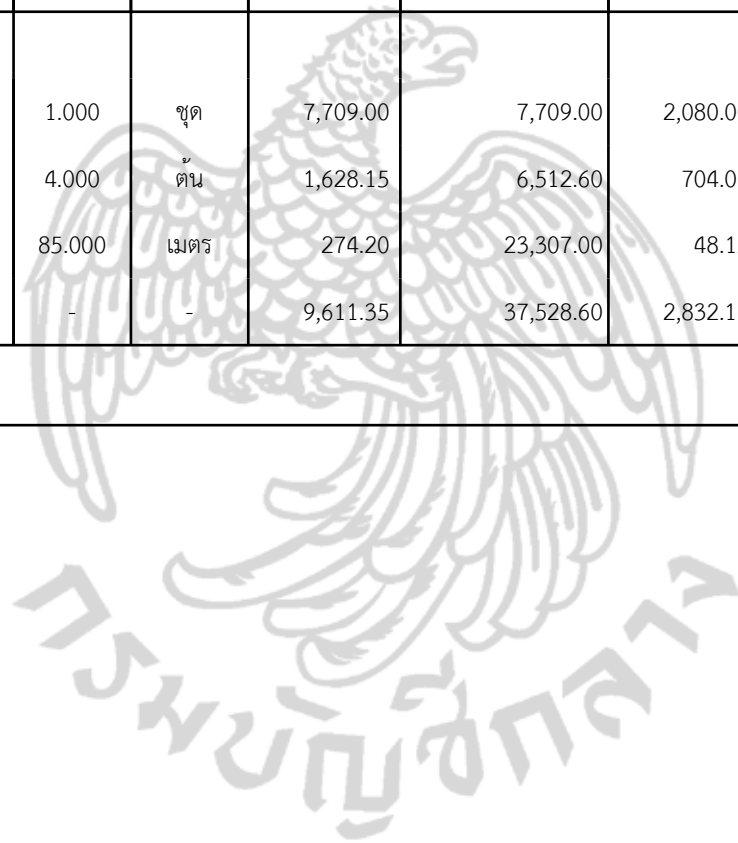 1.000 ชุด 7,709.00 7,709.00 2,080.0
4.000 ต้น 1,628.15 6,512.60 704.0
85.000 เมตร 274.20 23,307.00 48.1
- - 9,611.35 37,528.60 2,832.1
กรมบัญชีกลาง